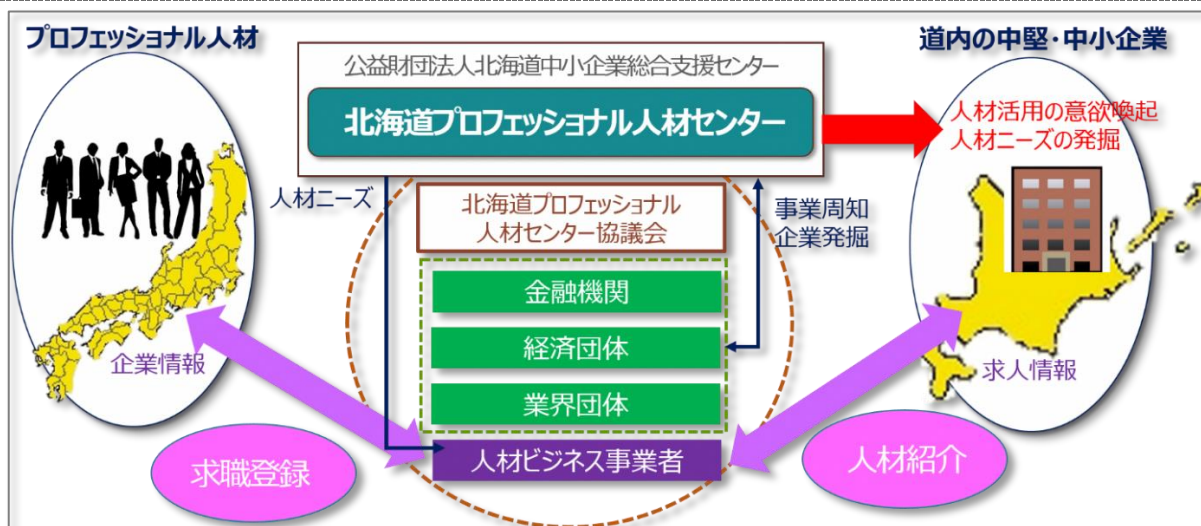 プロフェッショナル人材
公益財団法人北海道中小企業総合支援センター
北海道プロフェッショナル人材センター
道内の中堅・中小企業
人材活用の意欲喚起
人材ニーズの発掘
人材ニーズ
北海道プロフェッショナル
人材センター協議会
事業周知
企業発掘
金融機関
経済団体
業界団体
人材ビジネス事業者
企業情報
求人情報
求職登録
人材紹介